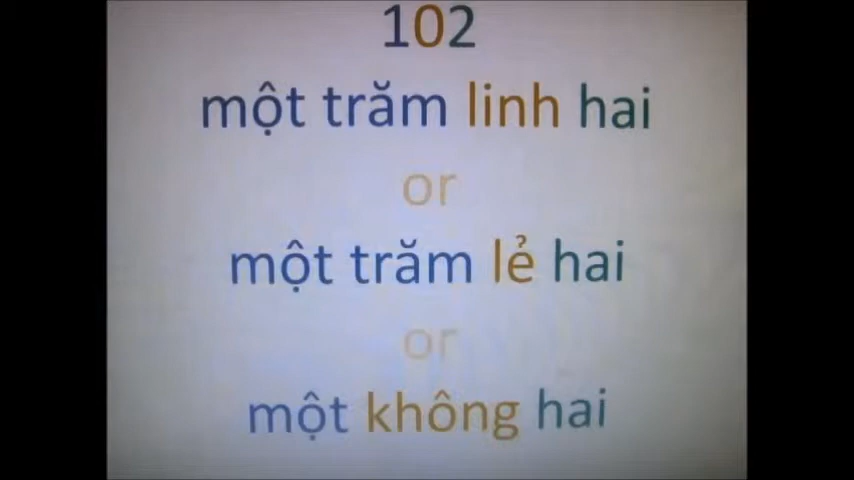 102
một trăm linh hai
or
một trăm lẻ hai
or
một không hai